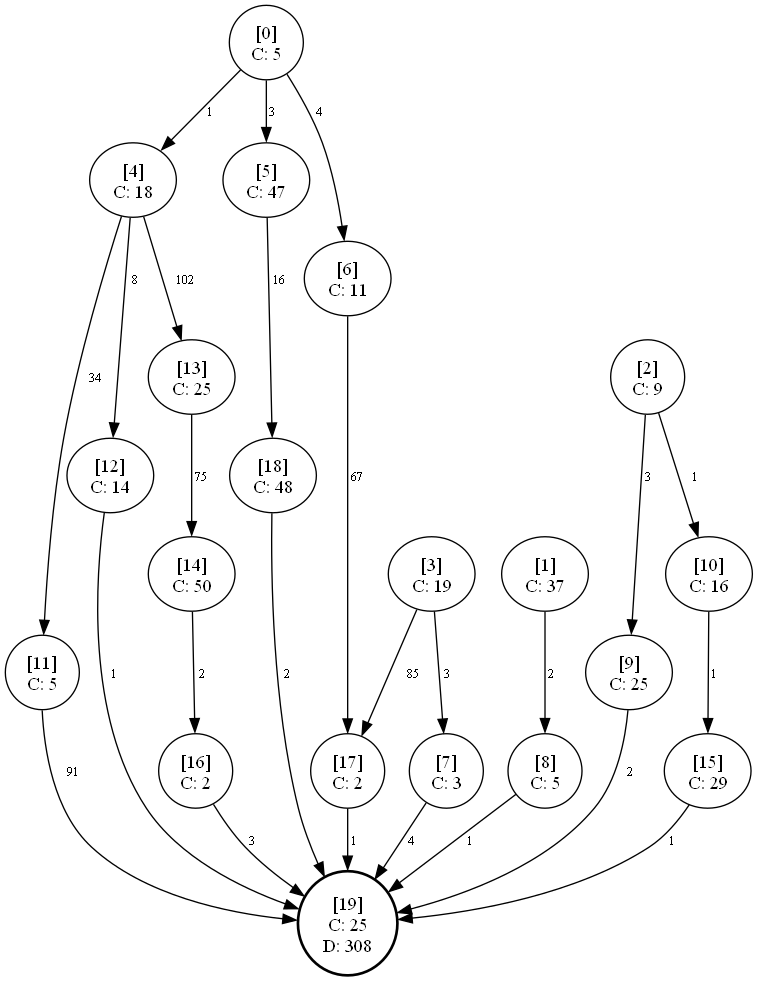 [0]
C: 5
1
3
4
[4]
C: 18
[5]
C: 47
[6]
C: 11
8
102
16
34
[13]
C: 25
[2]
C: 9
[12]
C: 14
75
[18]
C: 48
67
3
1
[14]
C: 50
[3]
C: 19
[1]
C: 37
[10]
C: 16
[11]
C: 5
1
2
2
85
3
2
[9]
C: 25
1
91
[16]
C: 2
[17]
C: 2
[7]
C: 3
[8]
C: 5
2
[15]
C: 29
3
1
4
1
1
[19]
C: 25
D: 308